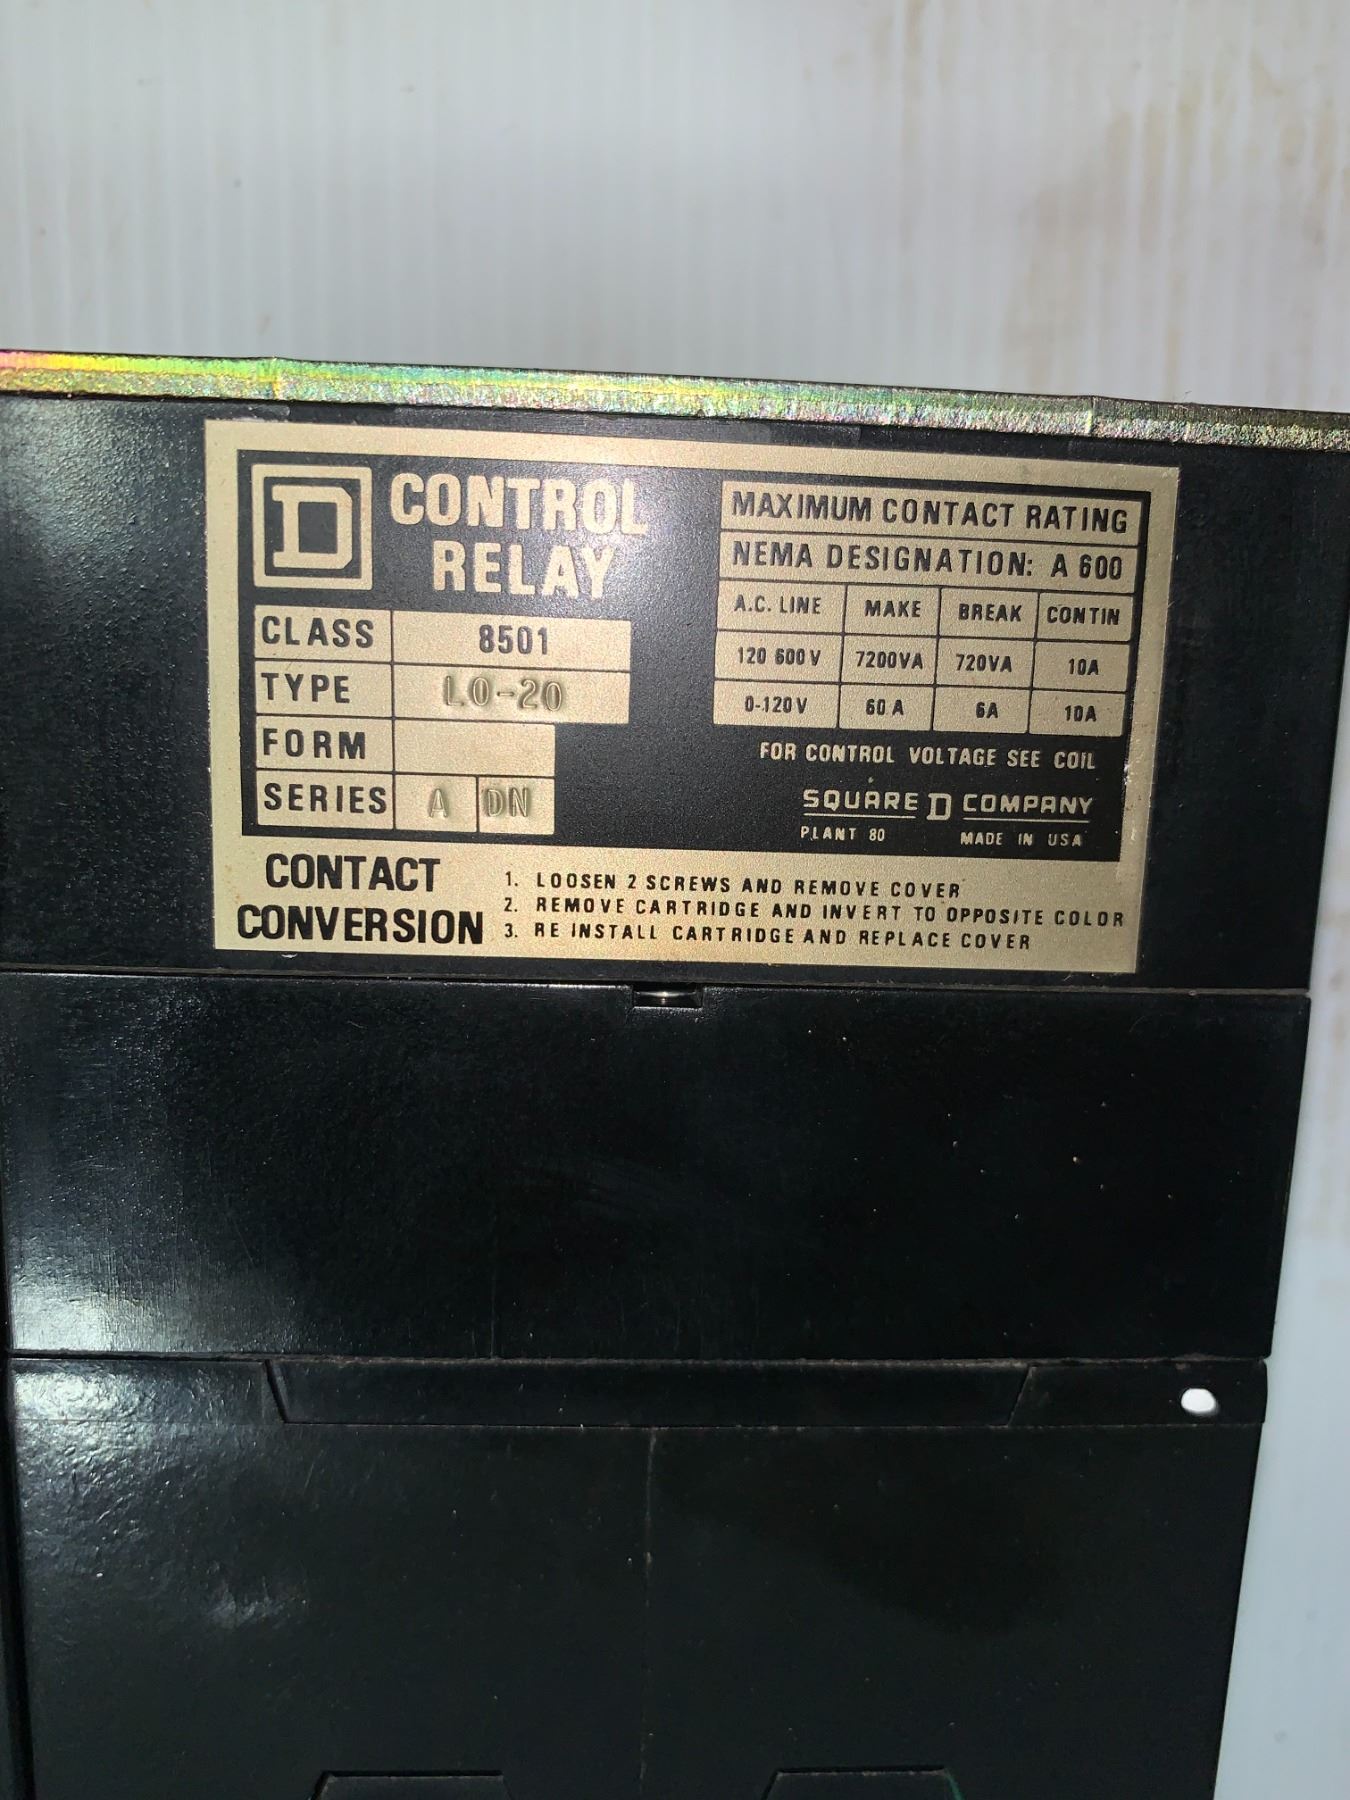 D CONTROL
RELAY
CLASS 8501
TYPE LO-20
FORM
SERIES A DN
MAXIMUM CONTACT RATING
NEMA DESIGNATION: A 600
A.C. LINE MAKE BREAK CONTIN
120 600 V 7200VA 720VA 10A
0-120 V 60 A 6A 10A
FOR CONTROL VOLTAGE SEE COIL
SQUARE D COMPANY
PLANT 80 MADE IN USA
CONTACT
CONVERSION
1. LOOSEN 2 SCREWS AND REMOVE COVER
2. REMOVE CARTRIDGE AND INVERT TO OPPOSITE COLOR
3. RE INSTALL CARTRIDGE AND REPLACE COVER